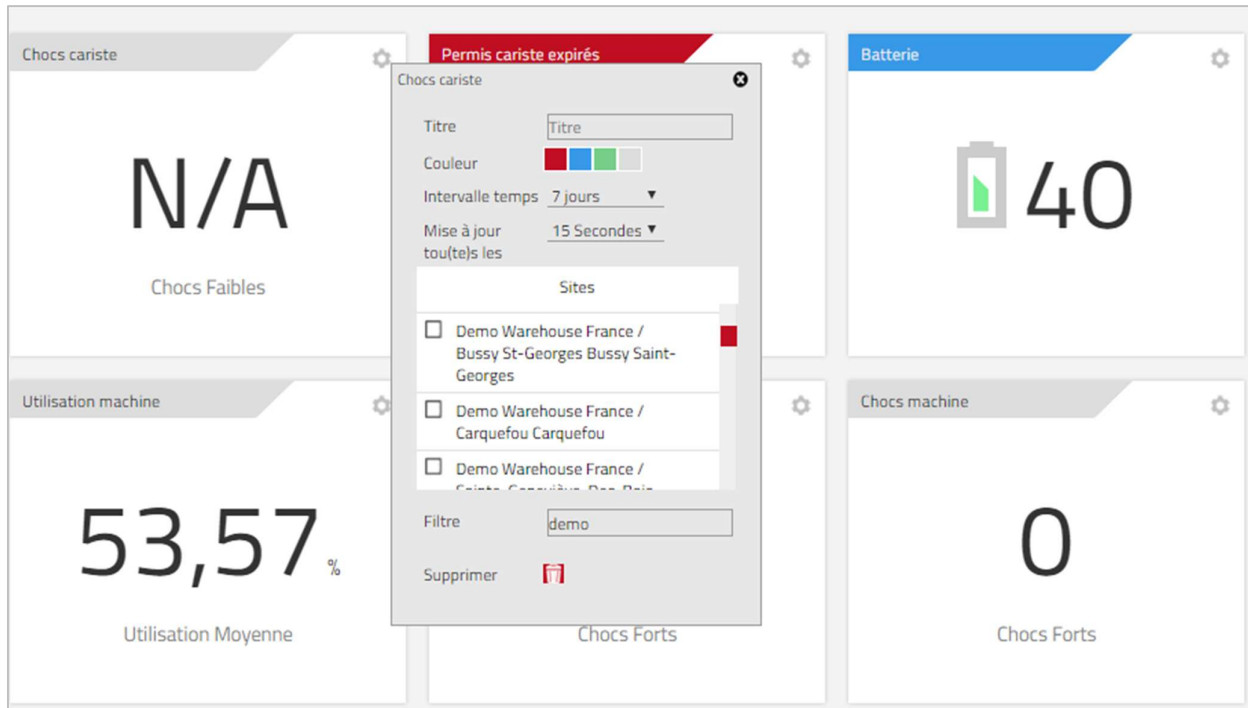 Chocs cariste
Permis cariste expirés
Batterie
N/A
Chocs Faibles
40
Chocs cariste
Titre
Titre
Couleur
Intervalle temps
7 jours
Mise à jour
tou(te)s les
15 Secondes
Sites
Demo Warehouse France /
Bussy St-Georges Bussy Saint-
Georges
Demo Warehouse France /
Carquefou Carquefou
Demo Warehouse France /
Filtre
demo
Supprimer
Utilisation machine
53,57 %
Utilisation Moyenne
Chocs Forts
Chocs machine
0
Chocs Forts